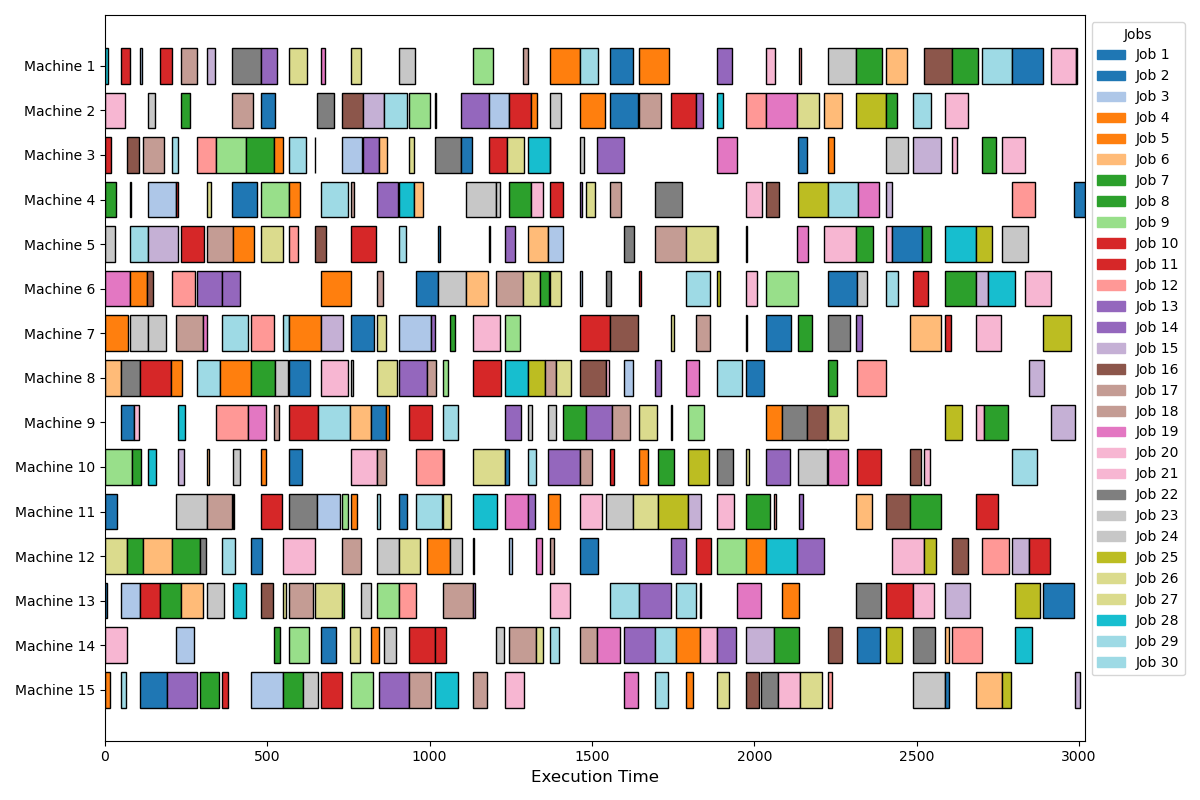 Machine 1
Machine 2
Machine 3
Machine 4
Machine 5
Machine 6
Machine 7
Machine 8
Machine 9
Machine 10
Machine 11
Machine 12
Machine 13
Machine 14
Machine 15
0
500
1000
1500
2000
2500
3000
Execution Time
Jobs
Job 1
Job 2
Job 3
Job 4
Job 5
Job 6
Job 7
Job 8
Job 9
Job 10
Job 11
Job 12
Job 13
Job 14
Job 15
Job 16
Job 17
Job 18
Job 19
Job 20
Job 21
Job 22
Job 23
Job 24
Job 25
Job 26
Job 27
Job 28
Job 29
Job 30